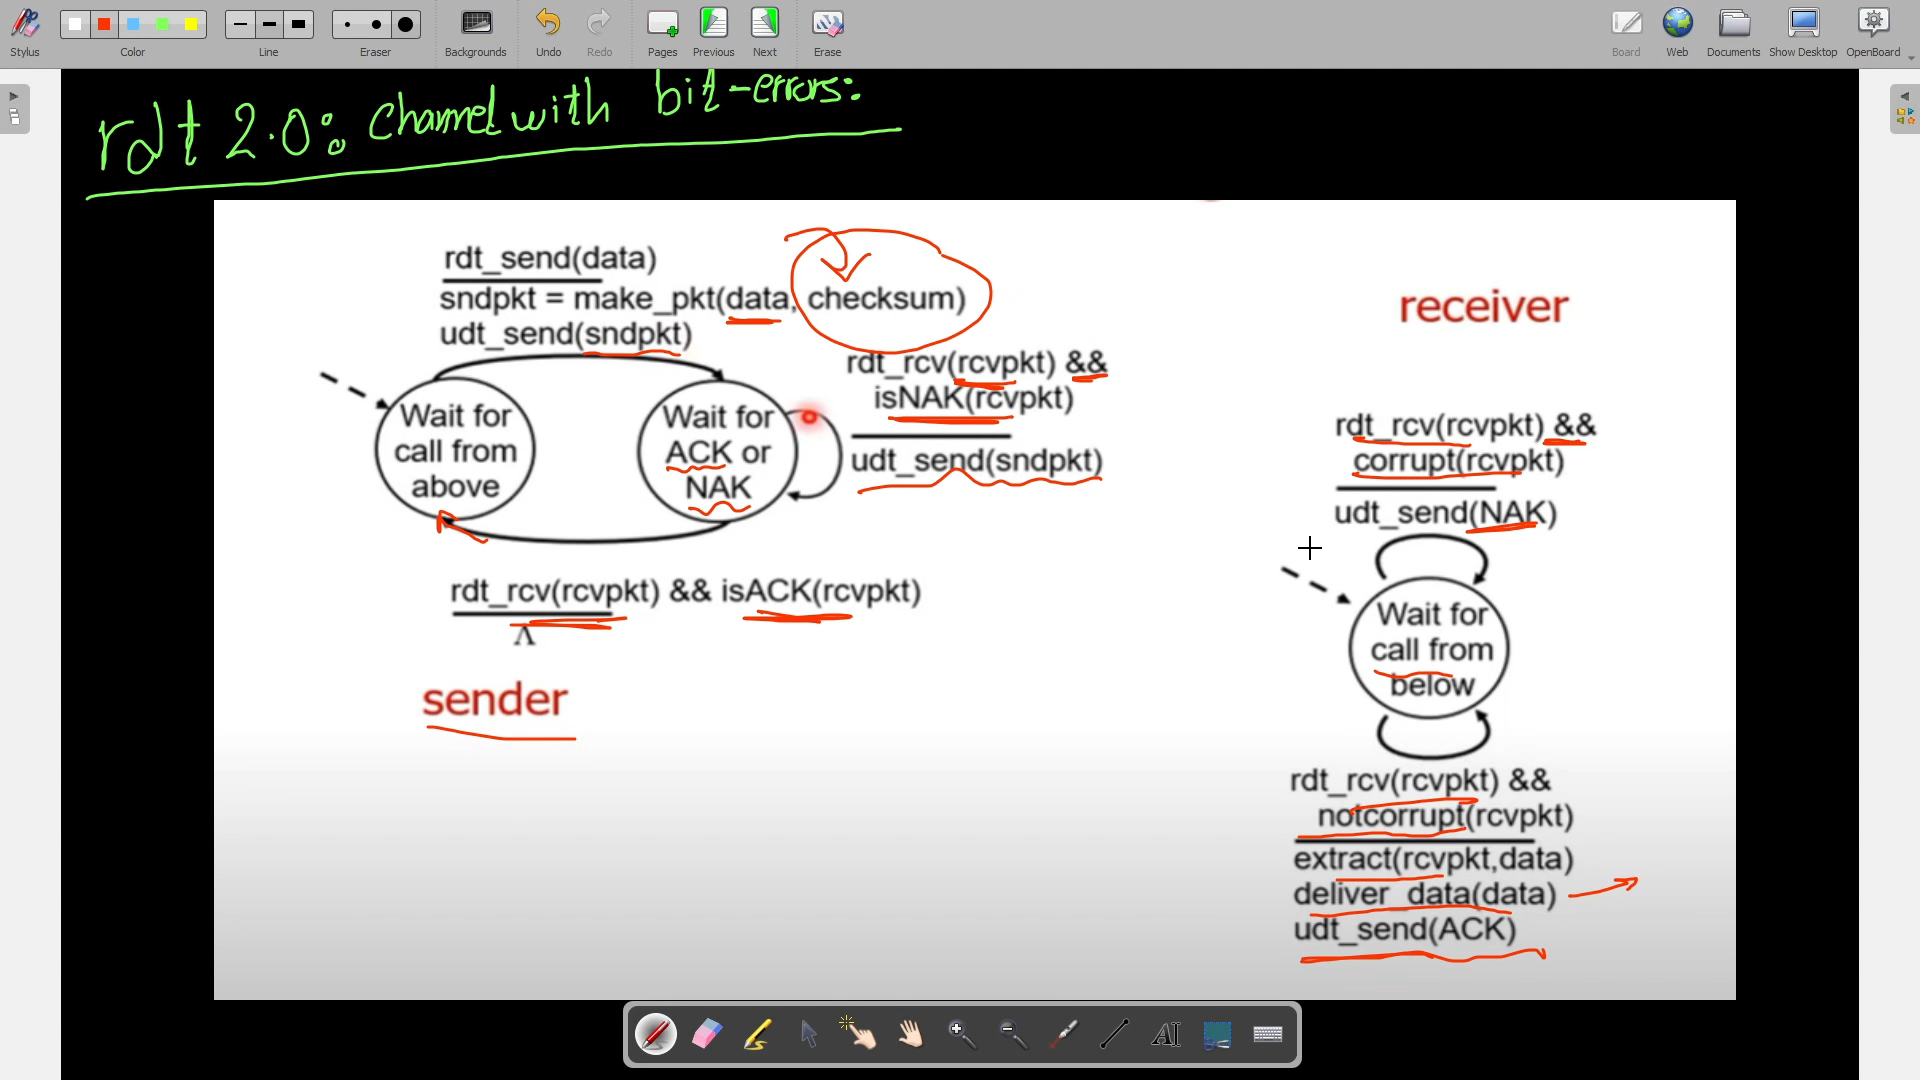 Stylus
Color
Line
Eraser
Backgrounds
Undo
Redo
Pages
Previous
Next
Erase
Board
Web
Documents
Show Desktop
OpenBoard
rdt 2.0: Channel with bit-errors:
rdt_send(data)
sndpkt = make_pkt(data, checksum)
udt_send(sndpkt)
Wait for
call from
above
Wait for
ACK or
NAK
rdt_rcv(rcvpkt) &&
isNAK(rcvpkt)
udt_send(sndpkt)
rdt_rcv(rcvpkt) && isACK(rcvpkt)
Λ
sender
receiver
rdt_rcv(rcvpkt) &&
corrupt(rcvpkt)
udt_send(NAK)
Wait for
call from
below
rdt_rcv(rcvpkt) &&
notcorrupt(rcvpkt)
extract(rcvpkt,data)
deliver_data(data)
udt_send(ACK)
AI